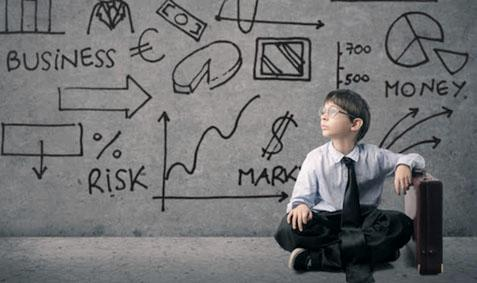 700
BUSINESS €
500
MONEY
%
$
RISK
MARK